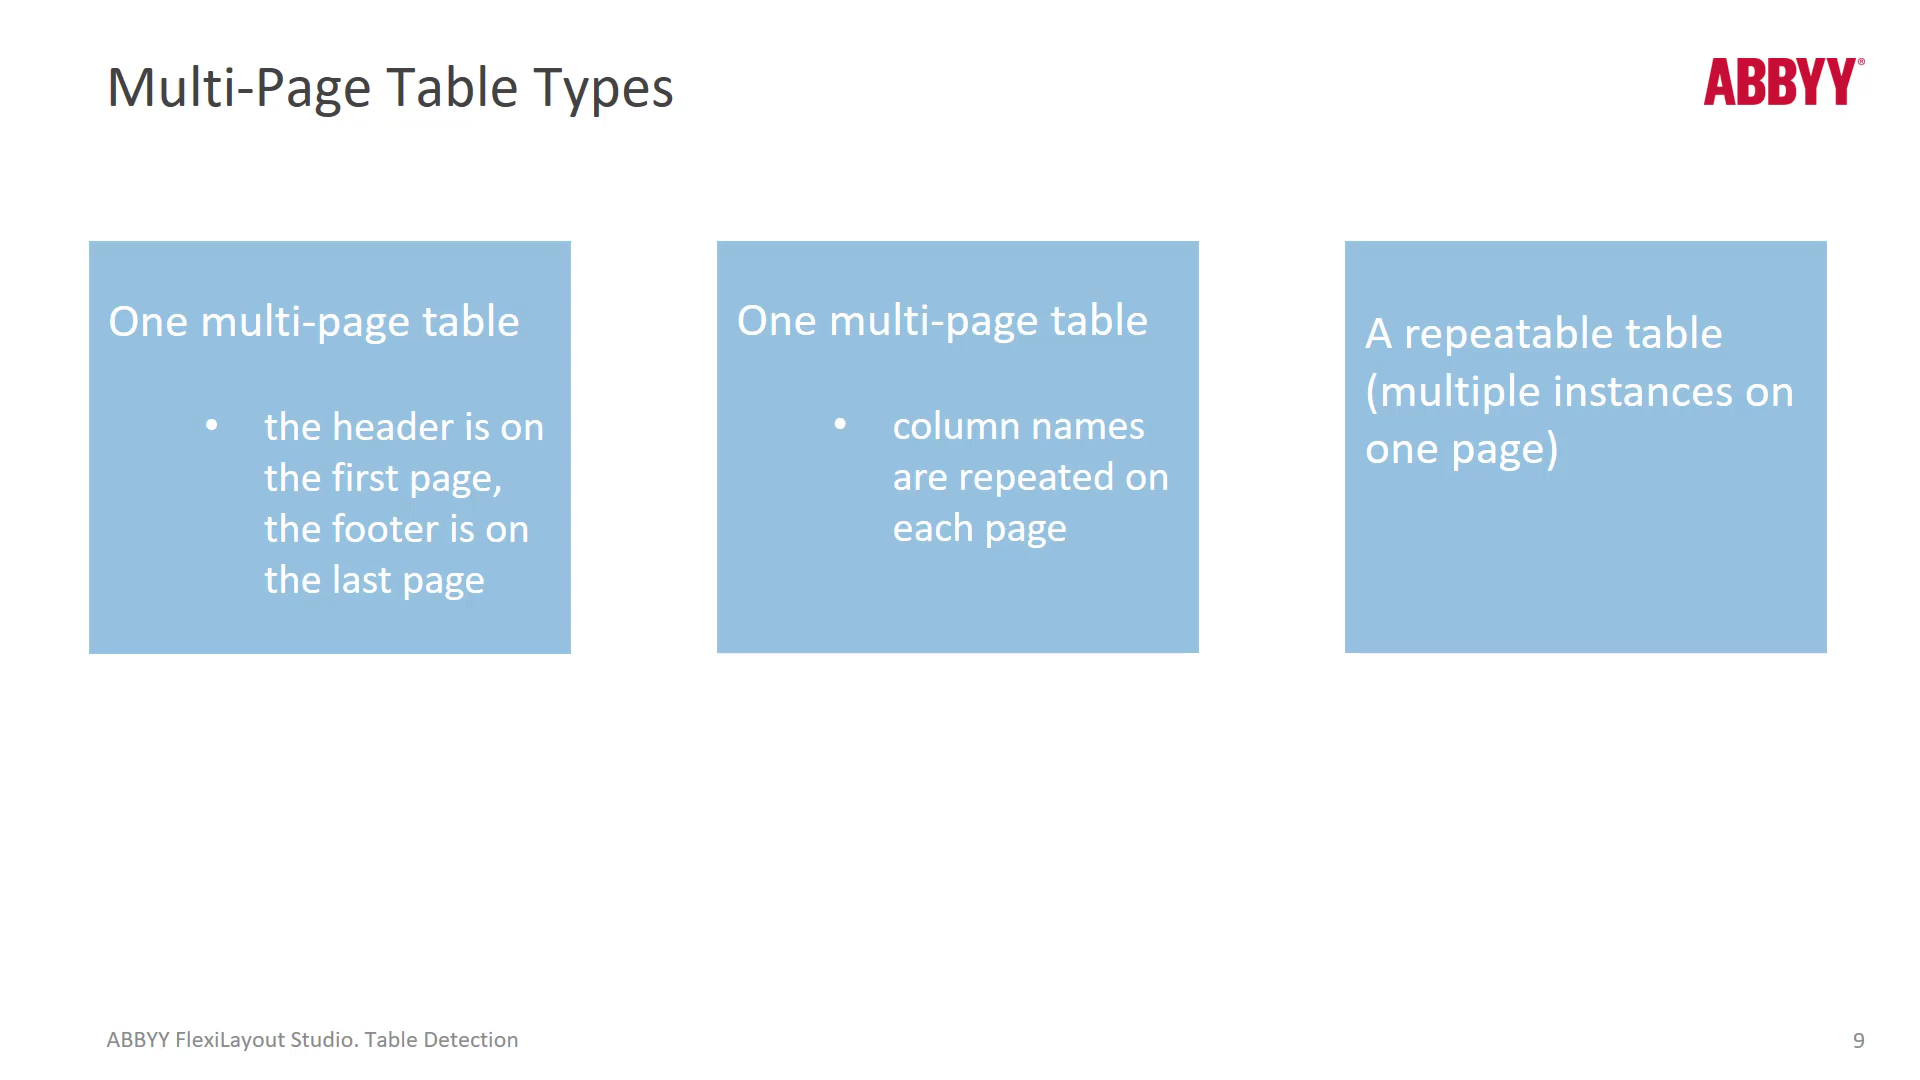 Multi-Page Table Types
ABBYY®
One multi-page table
• the header is on
the first page,
the footer is on
the last page
One multi-page table
• column names
are repeated on
each page
A repeatable table
(multiple instances on
one page)
ABBYY FlexiLayout Studio. Table Detection
9